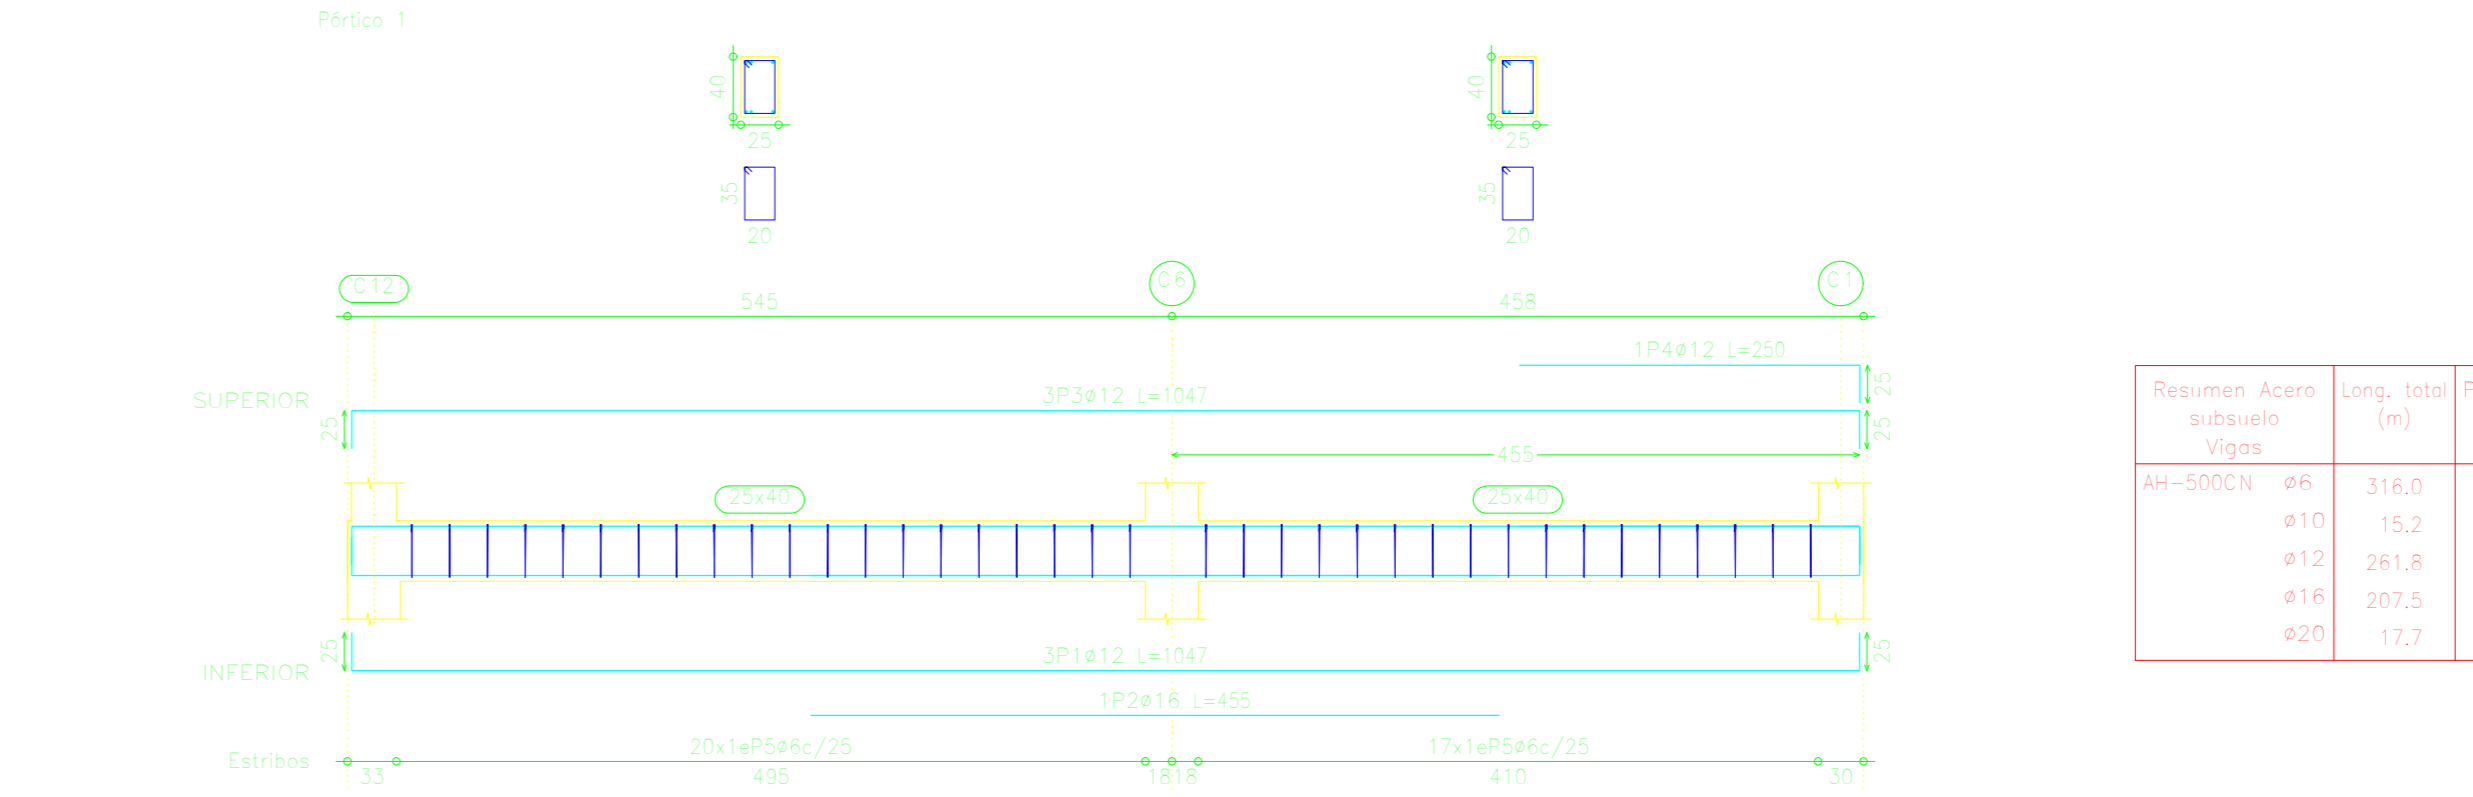 Pórtico 1
40
40
25
25
35
35
20
20
C12
C6
C1
545
458
1P4ø12 L=250
25
SUPERIOR
3P3ø12 L=1047
25
25
455
25x40
25x40
25
25
INFERIOR
3P1ø12 L=1047
1P2ø16 L=455
Estribos
20x1eP5ø6c/25
17x1eP5ø6c/25
33
495
18
18
410
30
Resumen Acero
subsuelo
Vigas
Long. total
(m)
P
AH-500CN ø6 316.0
ø10 15.2
ø12 261.8
ø16 207.5
ø20 17.7